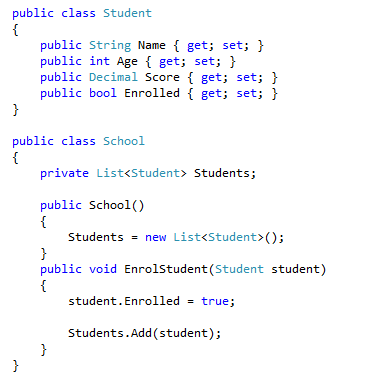 public class Student
{
    public String Name { get; set; }
    public int Age { get; set; }
    public Decimal Score { get; set; }
    public bool Enrolled { get; set; }
}

public class School
{
    private List<Student> Students;

    public School()
    {
        Students = new List<Student>();
    }
    public void EnrolStudent(Student student)
    {
        student.Enrolled = true;

        Students.Add(student);
    }
}